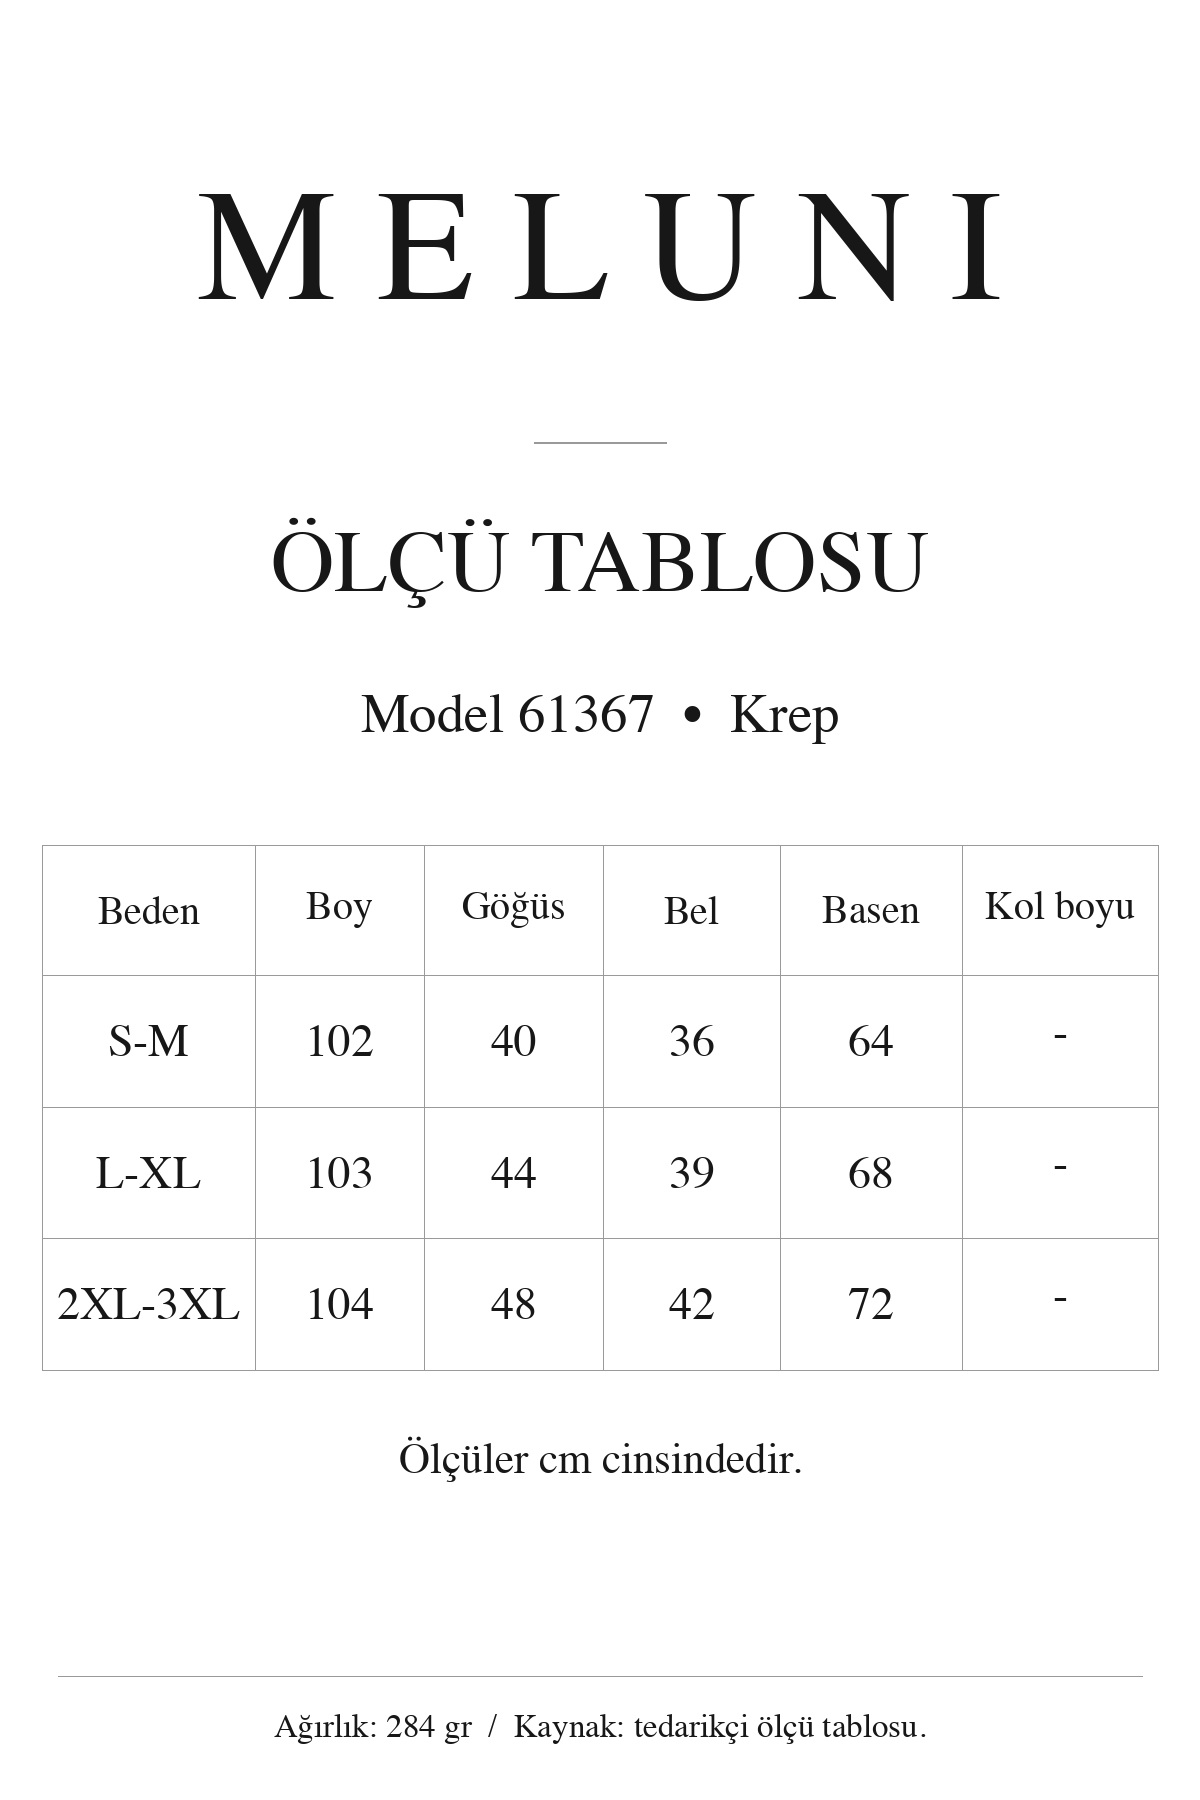 MELUNI
ÖLÇÜ TABLOSU
Model 61367 • Krep
Beden Boy Göğüs Bel Basen Kol boyu
S-M 102 40 36 64 -
L-XL 103 44 39 68 -
2XL-3XL 104 48 42 72 -
Ölçüler cm cinsindedir.
Ağırlık: 284 gr / Kaynak: tedarikçi ölçü tablosu.